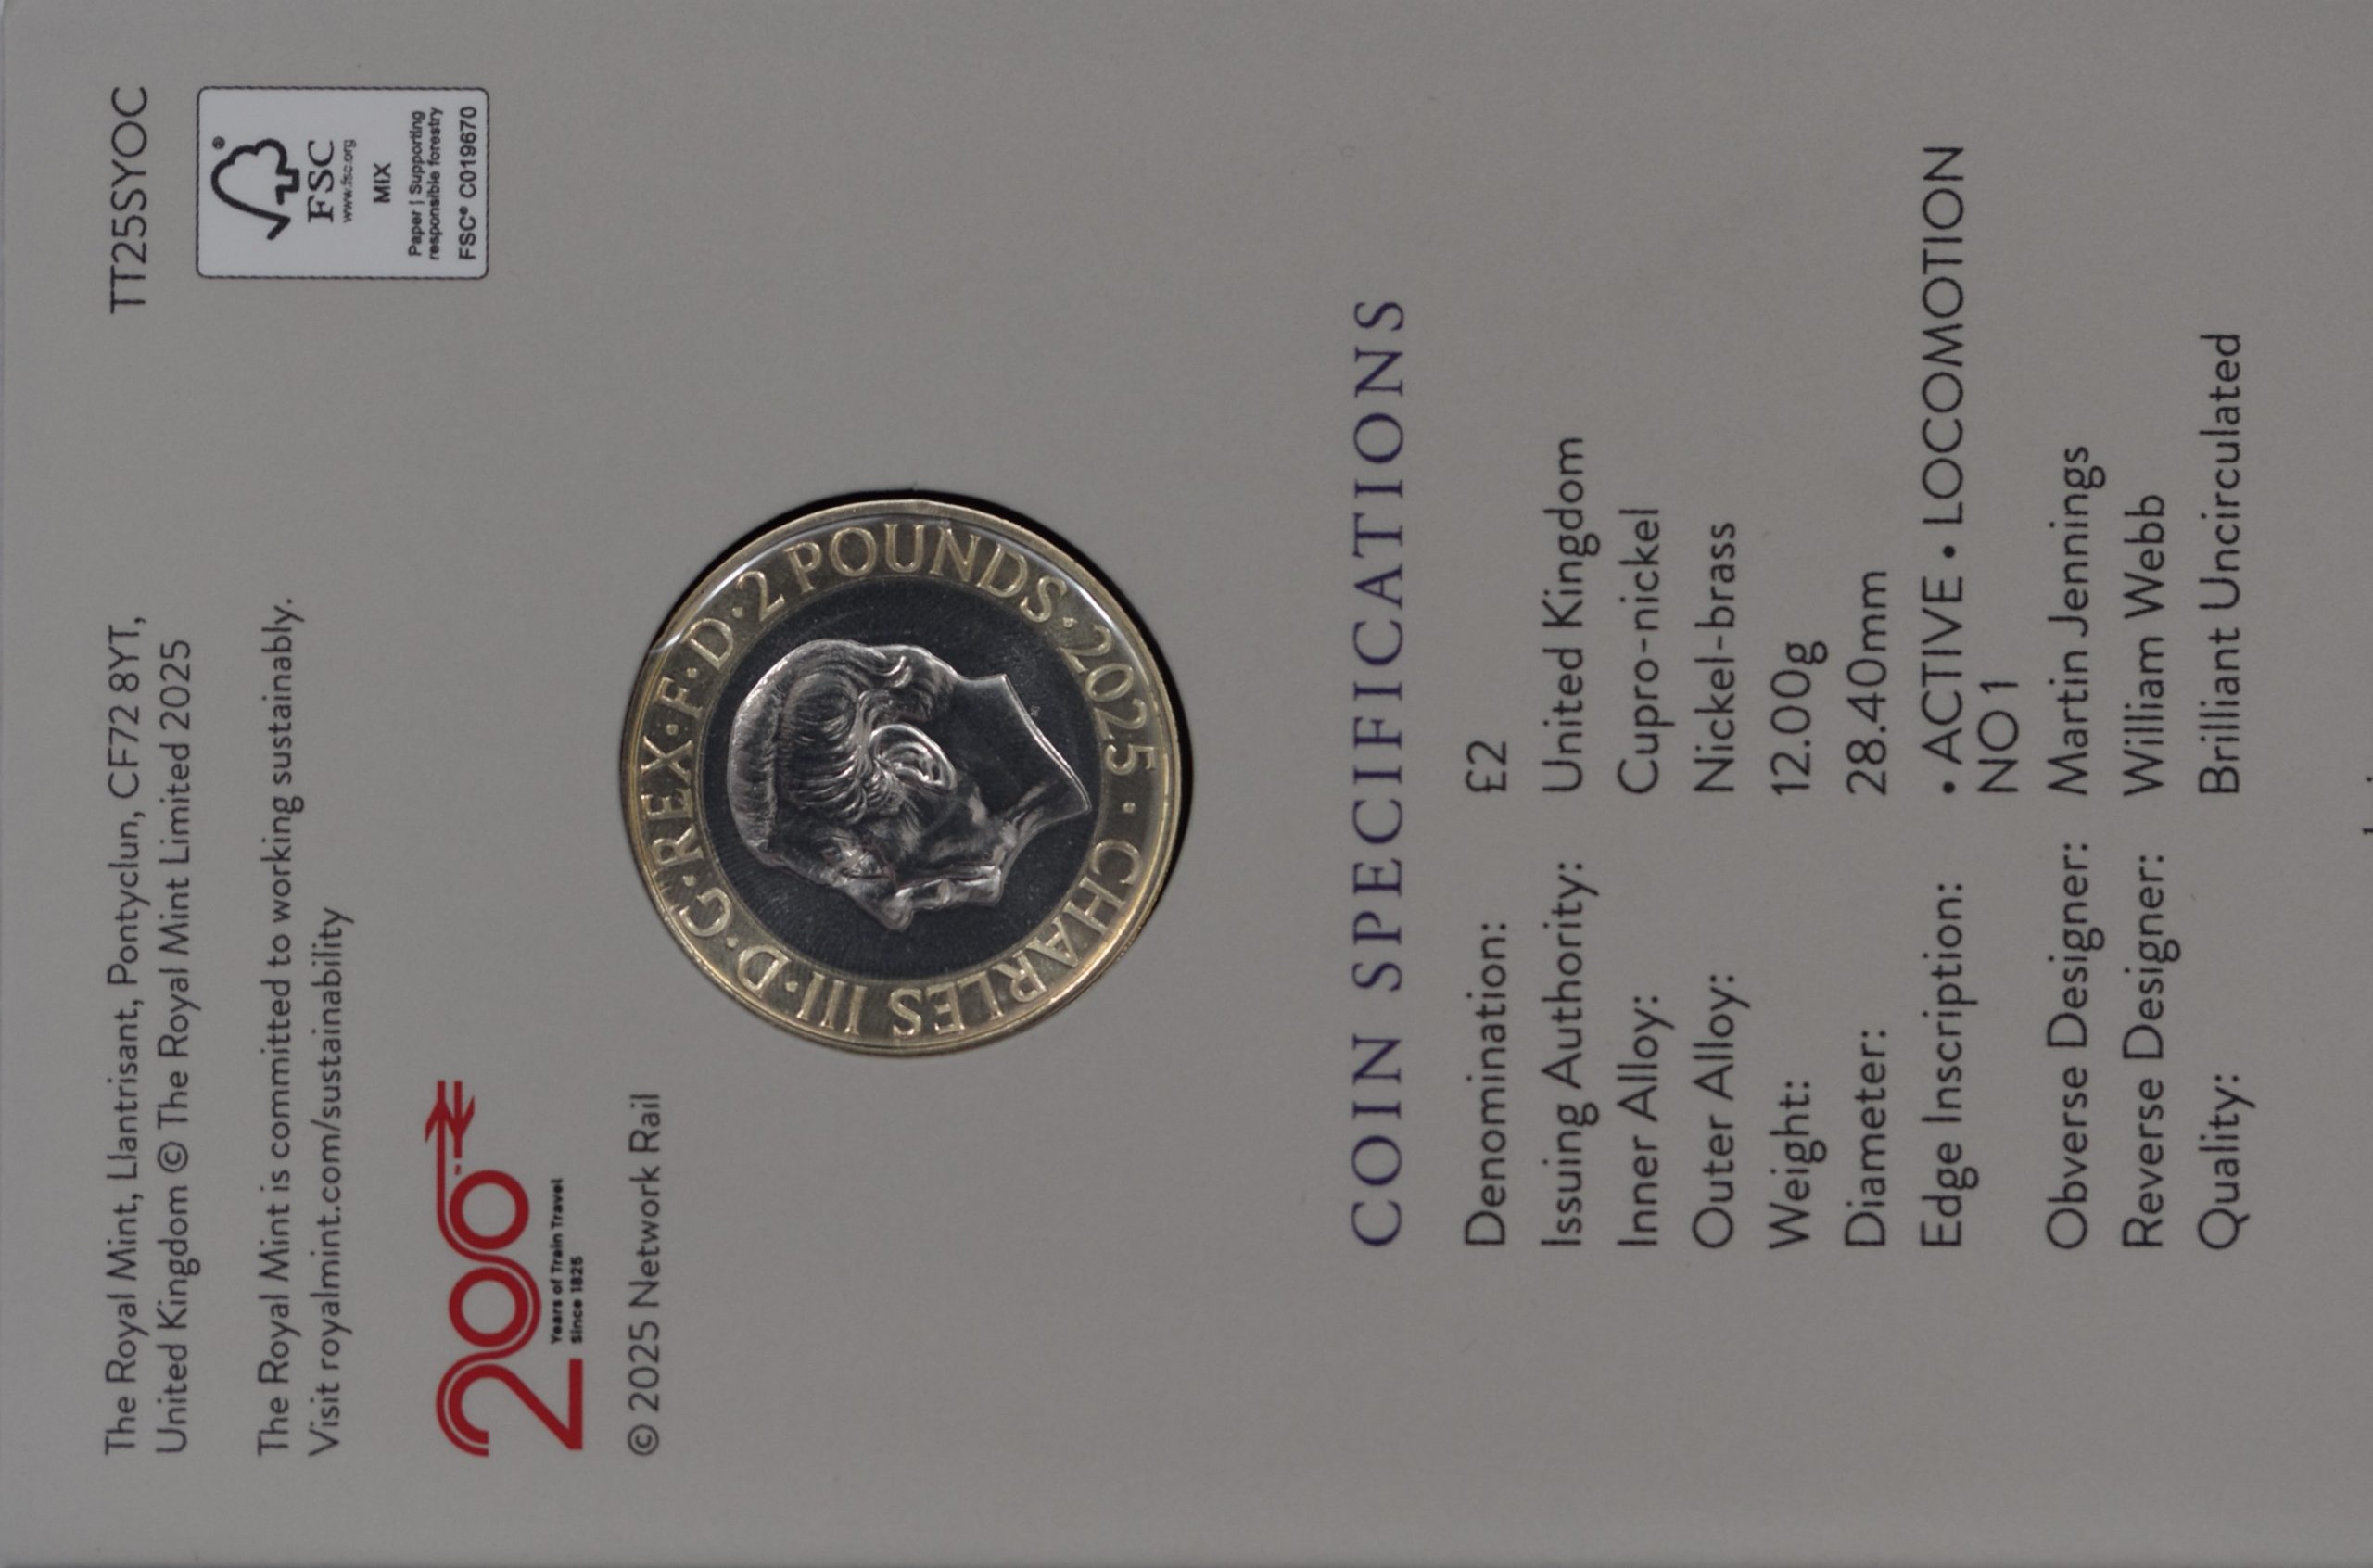 The Royal Mint, Llantrisant, Pontyclun, CF72 8YT,
United Kingdom © The Royal Mint Limited 2025
TT25SYOC
The Royal Mint is committed to working sustainably.
Visit royalmint.com/sustainability
FSC®
www.fsc.org
MIX
Paper | Supporting
responsible forestry
FSC® C019670
200
Years of Train Travel
Since 1825
© 2025 Network Rail
CHARLES III·D·G·REX·F·D·2 POUNDS·2025·
COIN SPECIFICATIONS
Denomination: £2
Issuing Authority: United Kingdom
Inner Alloy: Cupro-nickel
Outer Alloy: Nickel-brass
Weight: 12.00g
Diameter: 28.40mm
Edge Inscription: • ACTIVE • LOCOMOTION
NO 1
Obverse Designer: Martin Jennings
Reverse Designer: William Webb
Quality: Brilliant Uncirculated